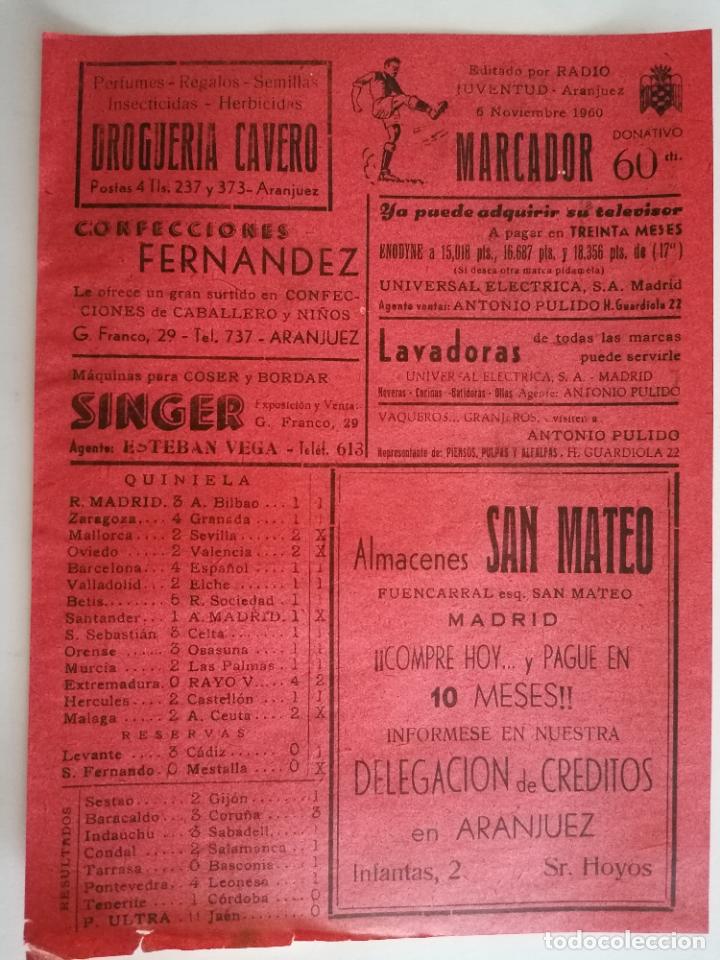 Perfumes - Regalos - Semillas
Insecticidas - Herbicidas
DROGUERIA CAVERO
Postas 4 Tls. 237 y 373 - Aranjuez
Editado por RADIO
JUVENTUD - Aranjuez
6 Noviembre 1960
MARCADOR
DONATIVO
60 cth.
CONFECCIONES
FERNANDEZ
Le ofrece un gran surtido en CONFEC-
CIONES de CABALLERO y NIÑOS
G. Franco, 29 - Tel. 737 - ARANJUEZ
Ya puede adquirir su televisor
A pagar en TREINTA MESES
ENODYNE a 15,018 pts., 16.687 pts, y 18.356 pts. de (17")
(Si desea otra marca pidamela)
UNIVERSAL ELECTRICA, S.A. Madrid
Agente ventas: ANTONIO PULIDO H. Guardiola 22
Lavadoras
de todas las marcas
puede servirle
UNIVERSAL ELECTRICA, S. A. - MADRID
Neveras - Cocinas - Batidoras - Ollas Agente: ANTONIO PULIDO
Máquinas para COSER y BORDAR
SINGER
Exposición y Venta:
G. Franco, 29
Agente: ESTEBAN VEGA - Teléf. 613
VAQUEROS... GRANJEROS, visiten a
ANTONIO PULIDO
Representante de: PIENSOS, PULPAS Y ALFALFAS, H. GUARDIOLA 22
QUINIELA
R. MADRID. 3 A. Bilbao ... 1 1
Zaragoza.... 4 Granada... 1 1
Mallorca .... 2 Sevilla..... 2 X
Oviedo ..... 2 Valencia ... 2 X
Barcelona... 4 Español .... 1 1
Valladolid .. 2 Elche ...... 1 1
Betis........ 5 R. Sociedad . 1 1
Santander... 1 A. MADRID. 1 X
S. Sebastián 3 Celta ..... 1 1
Orense ..... 3 Osasuna .... 1 1
Murcia ..... 2 Las Palmas. 1 1
Extremadura. 0 RAYO V.... 4 2
Hercules .... 2 Castellón ... 1 1
Malaga ..... 2 A. Ceuta .... 2 X
RESERVAS
Levante .... 3 Cádiz...... 0 1
S. Fernando. 0 Mestalla ... 0 X
RESULTADOS
Sestao ..... 2 Gijón ..... 1
Baracaldo ... 3 Coruña ... 3
Indauchu ... 3 Sabadell. ... 1
Condal ..... 2 Salamanca .. 1
Tarrasa .... 0 Basconia ... 1
Pontevedra.. 4 Leonesa .... 1
Tenerife .... 1 Córdoba .... 0
P. ULTRA .. 11 Jaén....... 0
Almacenes SAN MATEO
FUENCARRAL esq. SAN MATEO
MADRID
¡¡COMPRE HOY... y PAGUE EN
10 MESES!!
INFORMESE EN NUESTRA
DELEGACION de CREDITOS
en ARANJUEZ
Infantas, 2. Sr. Hoyos
todocoleccion
todocoleccion.net